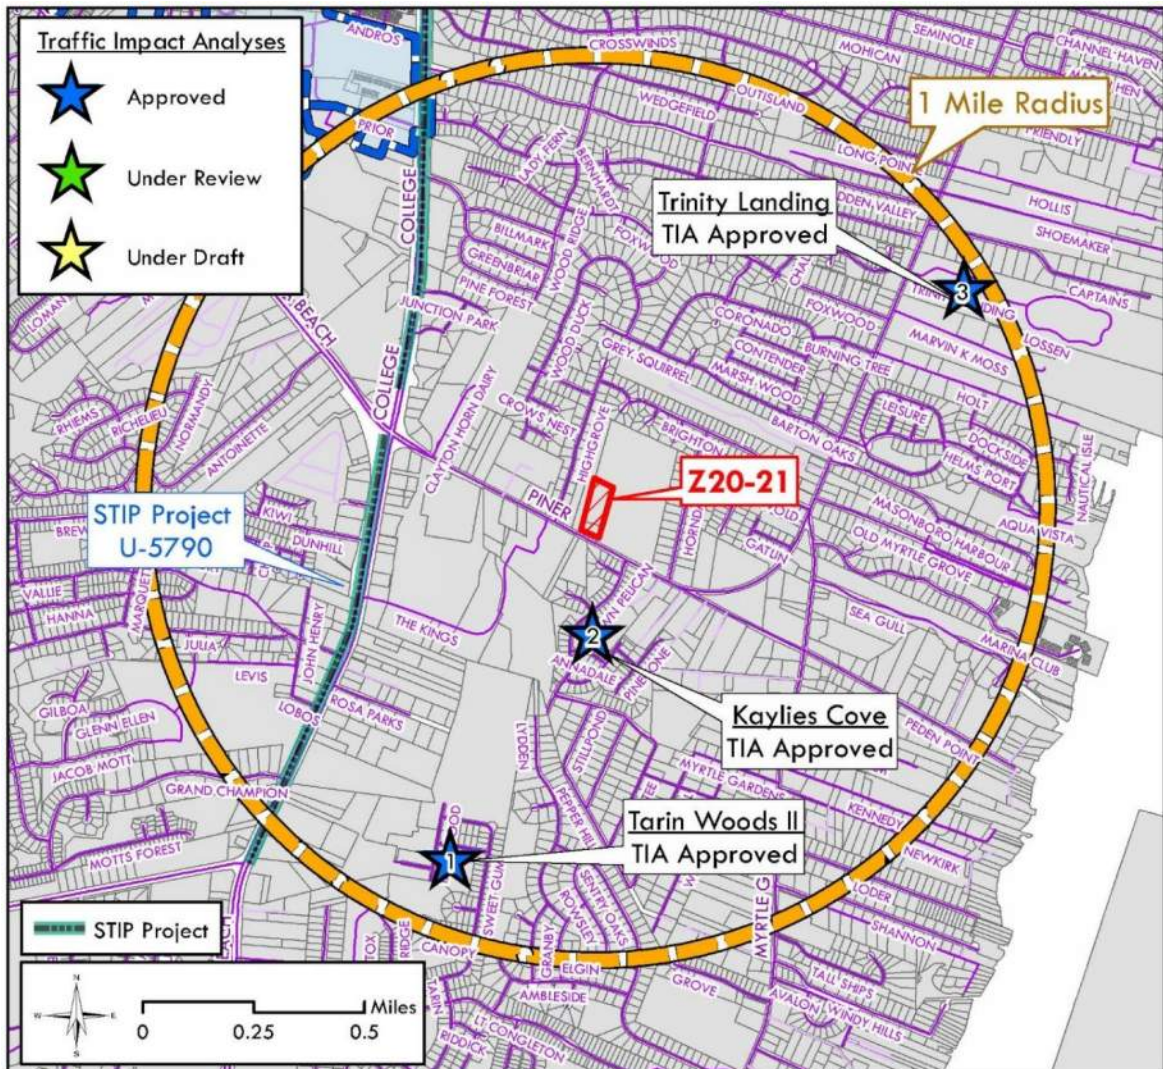 Traffic Impact Analyses
Approved
Under Review
Under Draft
ANDROS
PRIOR
CROSSWINDS
MOHICAN
SEMINOLE
CHANNEL HAVEN
OUTISLAND
WEDGEFIELD
1 Mile Radius
FRIENDLY
LONG POINT
LADY FERN
BERNHARDT
HOLLIS
Trinity Landing
TIA Approved
SHOEMAKER
COLLEGE
BILLMARK
GREENBRIAR
PINE FOREST
WOOD RIDGE
FOXWOOD
CAPTAINS
3
JUNCTION PARK
FOXWOOD
LOSSEN
MARVIN K MOSS
BEACH
COLLEGE
WOOD DUCK
CORONADO
CONTENDER
MARSH WOOD
BURNING TREE
GREY SQUIRREL
HOLT
RHIEMS
RICHELIEU
NORMANDY
ANTOINETTE
CLAYTON HORN DAIRY
CROWS NEST
HIGHGROVE
BRIGHTON
BARTON OAKS
LEISURE
DOCKSIDE
HELMS PORT
NAUTICAL ISLE
Z20-21
PINER
STIP Project
U-5790
KIWI
DUNHILL
GATLIN
MASONBORO HARBOUR
OLD MYRTLE GROVE
AQUA VISTA
VALLIE
HANNA
JULIA
JOHN HENRY
THE KINGS
2
ANNADALE
SEA GULL
MARINA CLUB
LEVIS
LOBOS
ROSA PARKS
GILBOA
GLENN ELLEN
JACOB MOTT
GRAND CHAMPION
MOTTS FOREST
Kaylies Cove
TIA Approved
PEDEN POINT
LYDDEN
STILLPOND
PEPPER HILL
MYRTLE GARDENS
KENNEDY
NEWKIRK
Tarin Woods II
TIA Approved
1
SWEET GUM
SENTRY OAKS
ROWSLEY
GRANBY
LODER
SHANNON
STIP Project
CANOPY
ELGIN
RIDGE
AMBLESIDE
GROVE
TALL SHIPS
AVALON
WINDY HILLS
TARIN
LT CONGLETON
RIDDICK
N
W
E
S
Miles
0
0.25
0.5